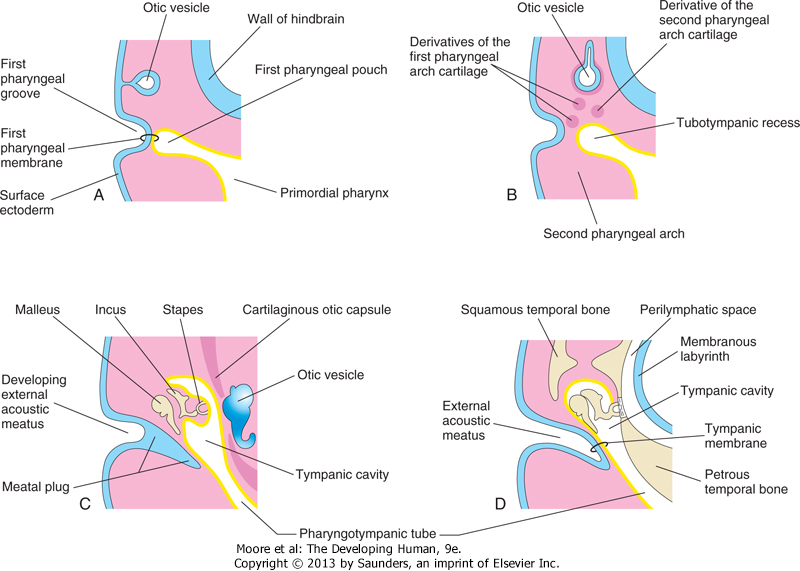 Otic vesicle
Wall of hindbrain
First
pharyngeal
groove
First pharyngeal pouch
First
pharyngeal
membrane
Surface
ectoderm
Primordial pharynx
A
Otic vesicle
Derivative of the
second pharyngeal
arch cartilage
Derivatives of the
first pharyngeal
arch cartilage
Tubotympanic recess
B
Second pharyngeal arch
Malleus
Incus
Stapes
Cartilaginous otic capsule
Otic vesicle
Developing
external
acoustic
meatus
Tympanic cavity
Meatal plug
C
Squamous temporal bone
Perilymphatic space
Membranous
labyrinth
Tympanic cavity
External
acoustic
meatus
Tympanic
membrane
Petrous
temporal bone
D
Pharyngotympanic tube
Moore et al: The Developing Human, 9e.
Copyright © 2013 by Saunders, an imprint of Elsevier Inc.